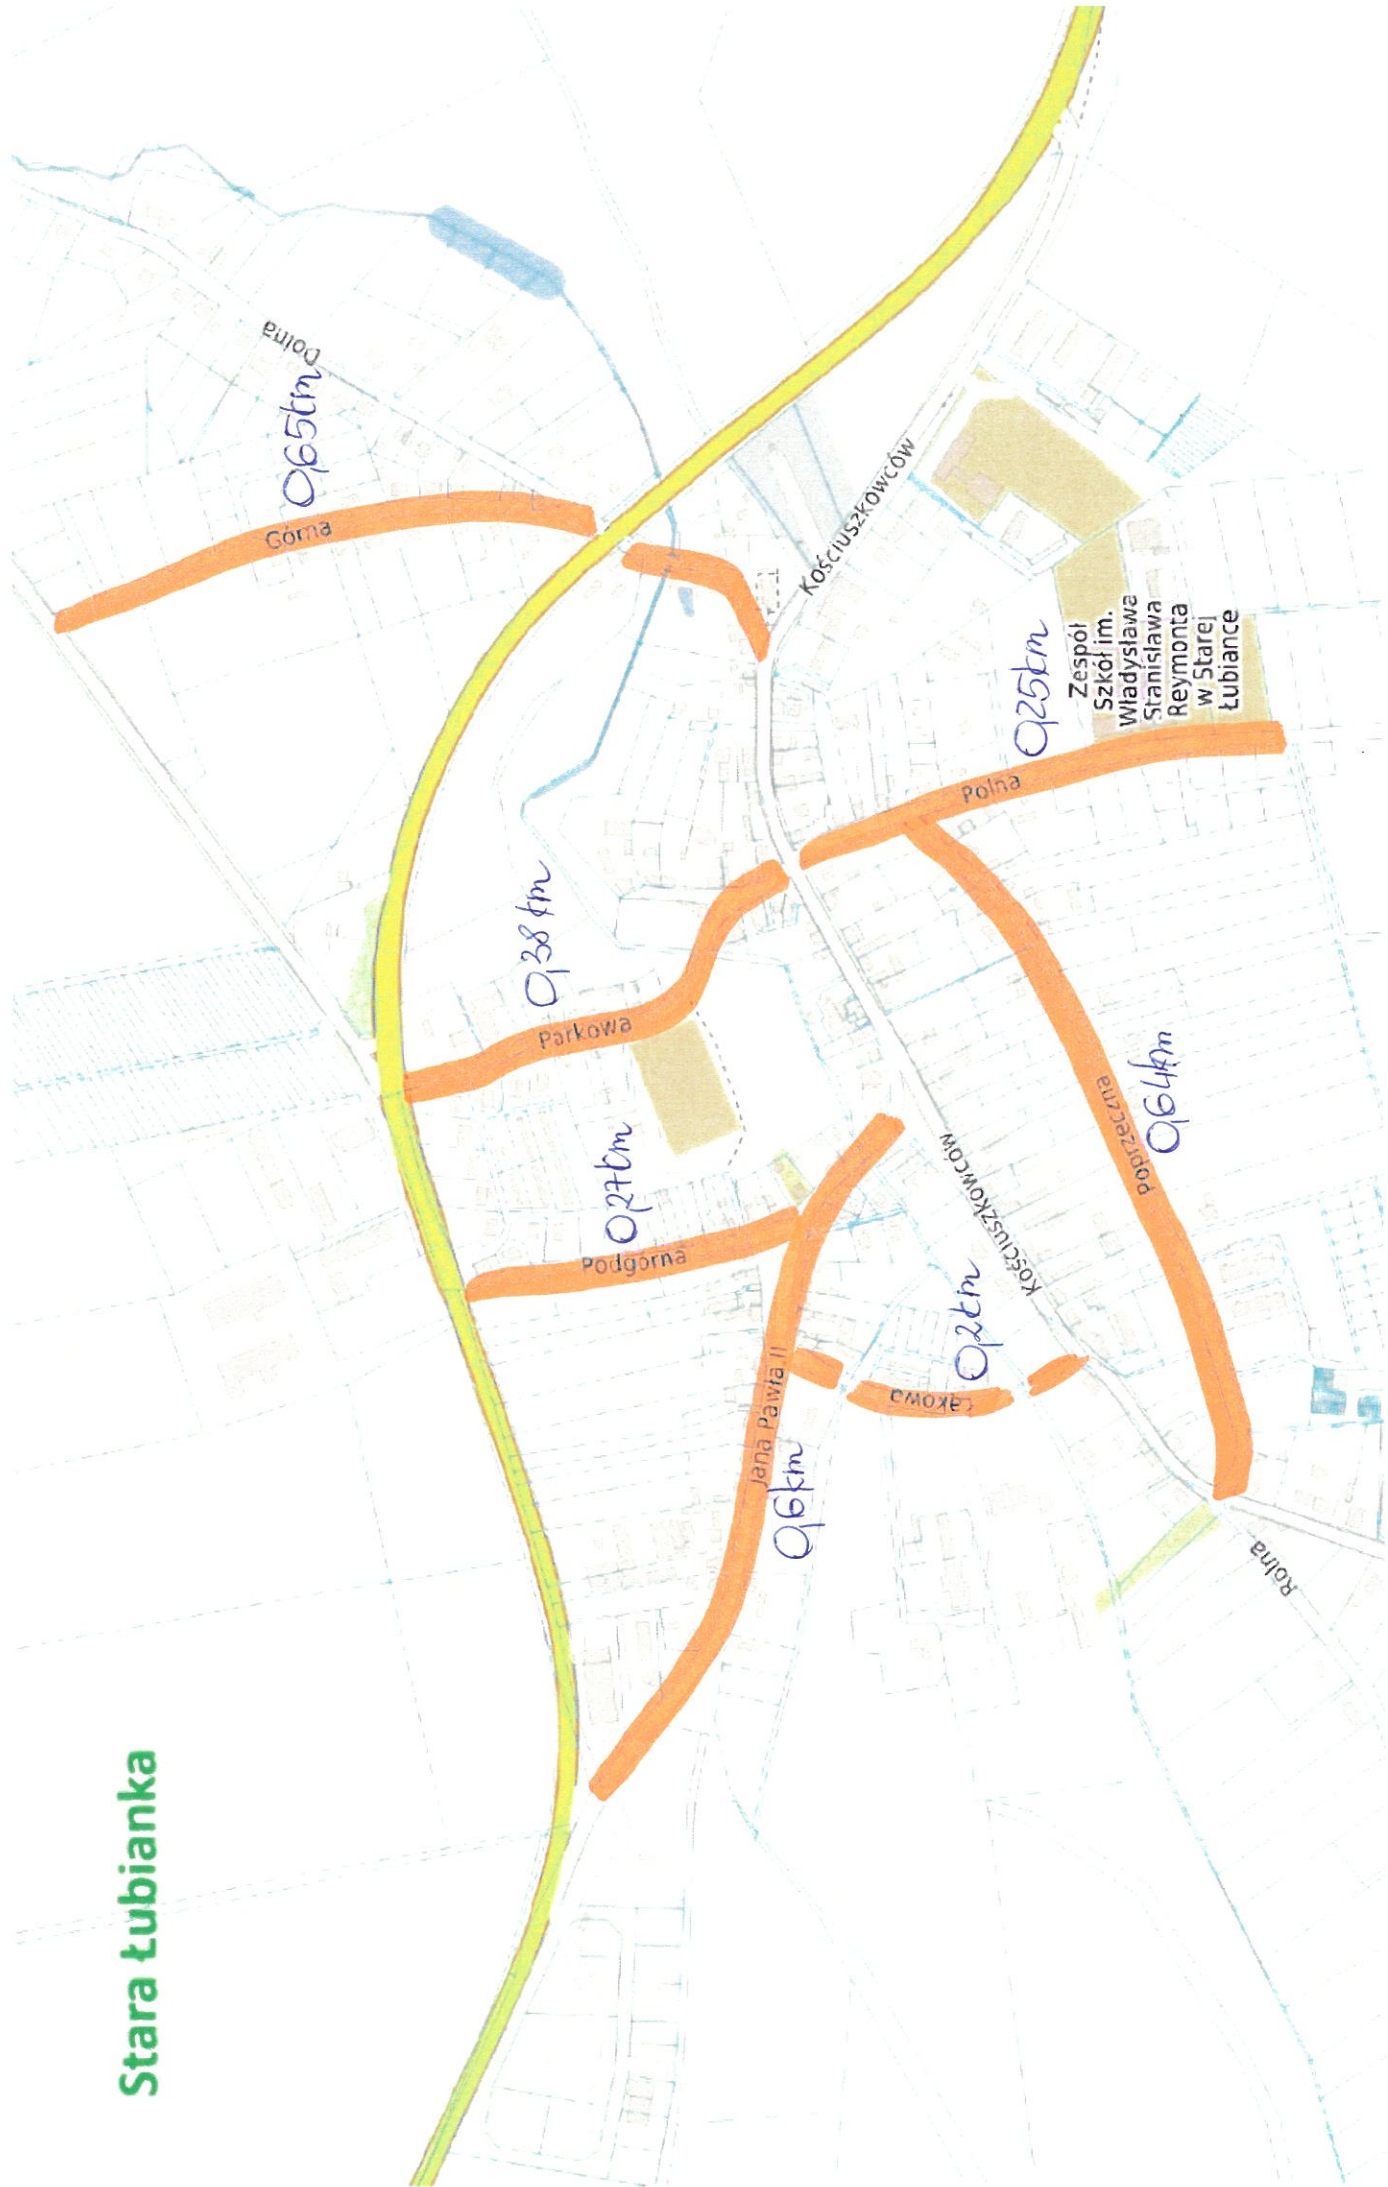 Stara Łubianka
Dolna
0,65km
Górna
Kościuszkowców
Zespół
Szkół im.
Władysława
Stanisława
Reymonta
w Starej
Łubiance
0,25km
Polna
0,38km
Parkowa
0,27km
Podgórna
Poprzeczna
0,64km
Kościuszkowców
0,2km
Łąkowa
Jana Pawła II
0,6km
Rolna